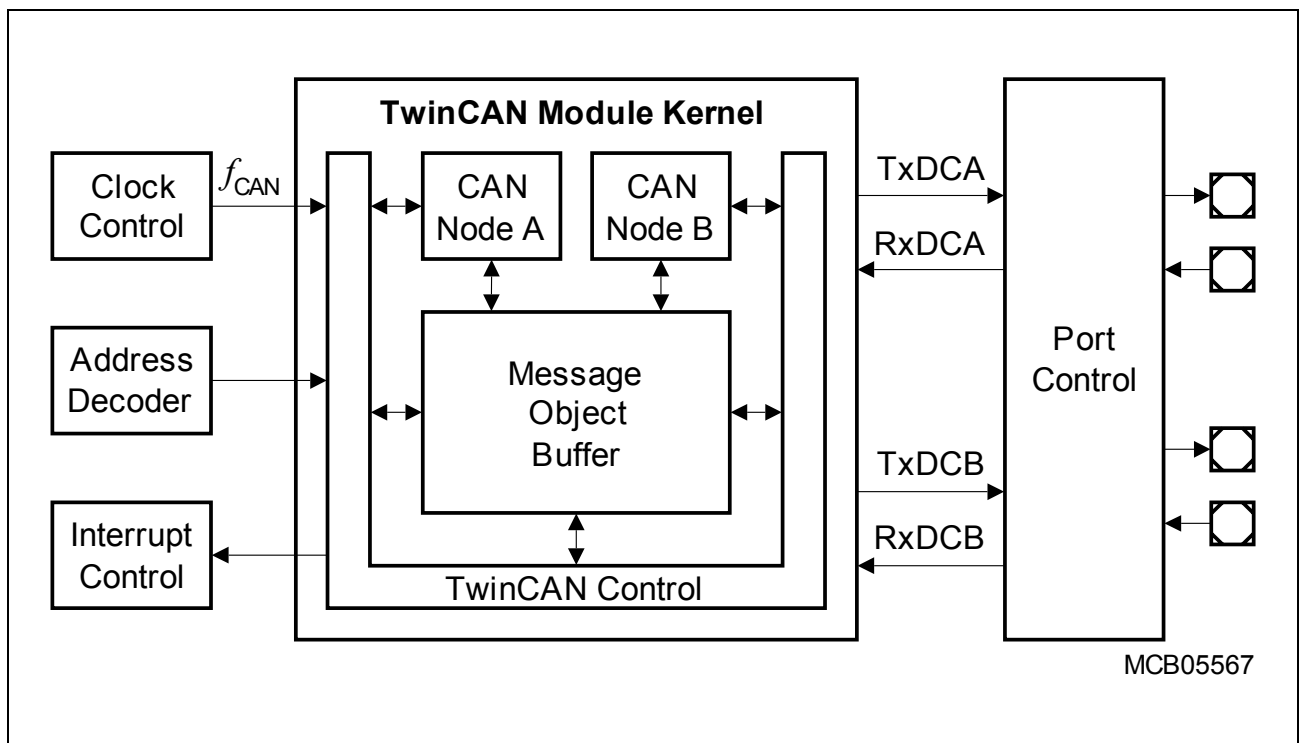 TwinCAN Module Kernel
Clock
Control
fCAN
CAN
Node A
CAN
Node B
TxDCA
RxDCA
Address
Decoder
Message
Object
Buffer
Port
Control
Interrupt
Control
TxDCB
RxDCB
TwinCAN Control
MCB05567